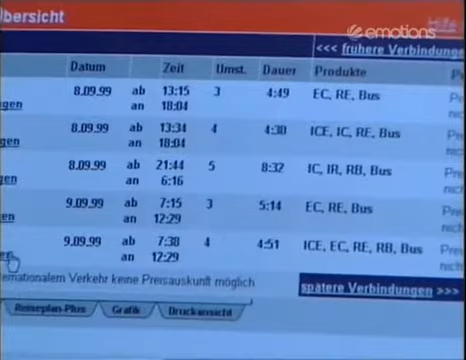 Übersicht
emotions
<<< frühere Verbindungen
Datum Zeit Umst. Dauer Produkte
8.09.99 ab 13:15 3 4:49 EC, RE, Bus
an 18:04
8.09.99 ab 13:34 4 4:30 ICE, IC, RE, Bus
an 18:04
8.09.99 ab 21:44 5 8:32 IC, IR, RB, Bus
an 6:16
9.09.99 ab 7:15 3 5:14 EC, RE, Bus
an 12:29
9.09.99 ab 7:38 4 4:51 ICE, EC, RE, RB, Bus
an 12:29
ernationalem Verkehr keine Preisauskunft möglich
spätere Verbindungen >>>
Reiseplan-Plus Grafik Druckansicht